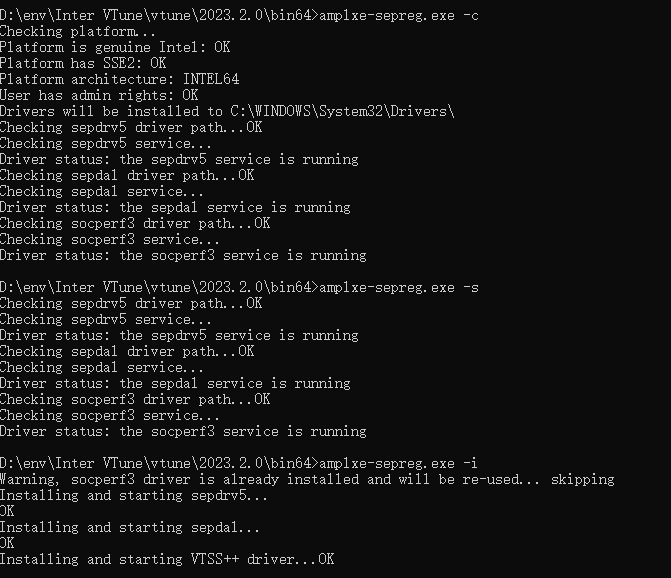 D:\env\Inter VTune\vtune\2023.2.0\bin64>amplxe-sepreg.exe -c
Checking platform...
Platform is genuine Intel: OK
Platform has SSE2: OK
Platform architecture: INTEL64
User has admin rights: OK
Drivers will be installed to C:\WINDOWS\System32\Drivers\
Checking sepdrv5 driver path...OK
Checking sepdrv5 service...
Driver status: the sepdrv5 service is running
Checking sepdal driver path...OK
Checking sepdal service...
Driver status: the sepdal service is running
Checking socperf3 driver path...OK
Checking socperf3 service...
Driver status: the socperf3 service is running
D:\env\Inter VTune\vtune\2023.2.0\bin64>amplxe-sepreg.exe -s
Checking sepdrv5 driver path...OK
Checking sepdrv5 service...
Driver status: the sepdrv5 service is running
Checking sepdal driver path...OK
Checking sepdal service...
Driver status: the sepdal service is running
Checking socperf3 driver path...OK
Checking socperf3 service...
Driver status: the socperf3 service is running
D:\env\Inter VTune\vtune\2023.2.0\bin64>amplxe-sepreg.exe -i
Warning, socperf3 driver is already installed and will be re-used... skipping
Installing and starting sepdrv5...
OK
Installing and starting sepdal...
OK
Installing and starting VTSS++ driver...OK